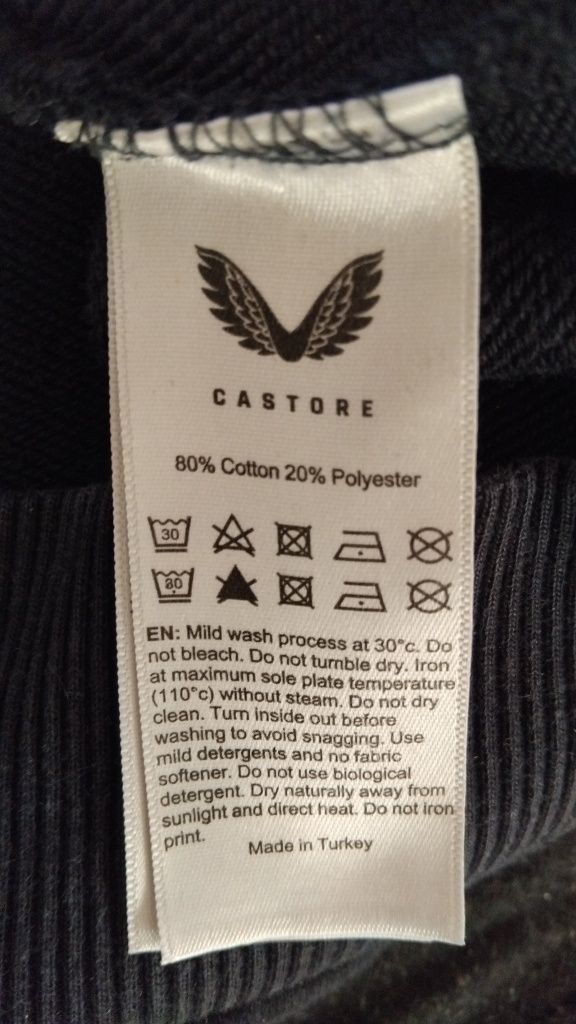 CASTORE
80% Cotton 20% Polyester
30
30
EN: Mild wash process at 30°c. Do
not bleach. Do not tumble dry. Iron
at maximum sole plate temperature
(110°c) without steam. Do not dry
clean. Turn inside out before
washing to avoid snagging. Use
mild detergents and no fabric
softener. Do not use biological
detergent. Dry naturally away from
sunlight and direct heat. Do not iron
print.
Made in Turkey